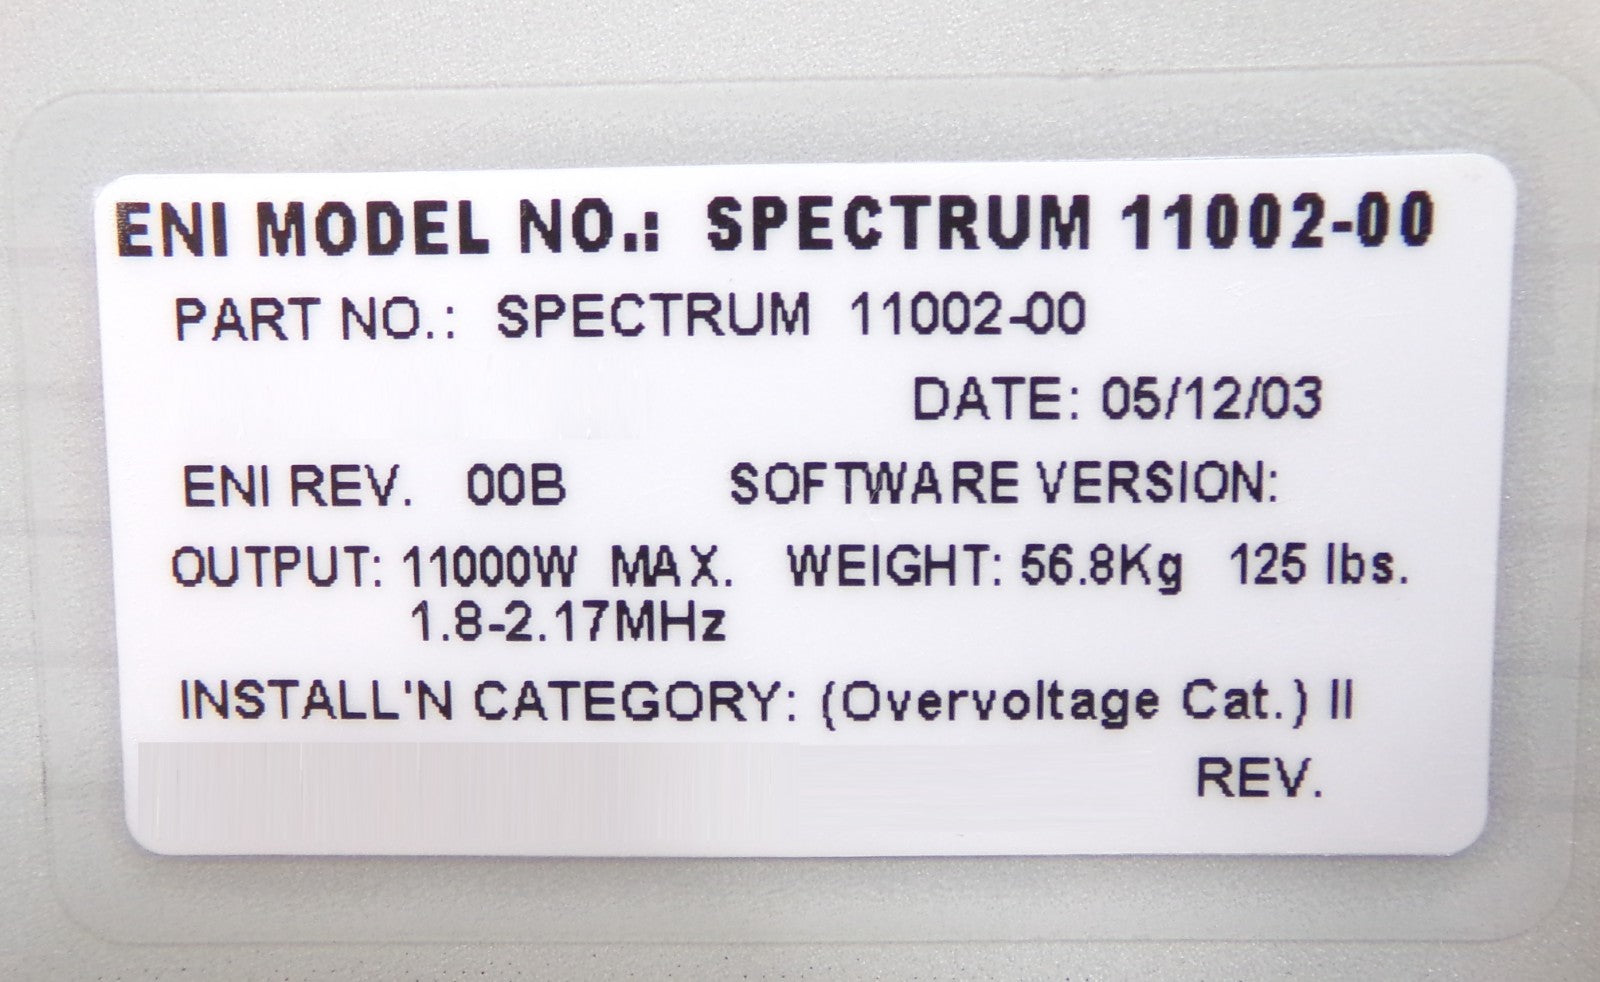 ENI MODEL NO.: SPECTRUM 11002-00
PART NO.: SPECTRUM 11002-00
DATE: 05/12/03
ENI REV. 00B SOFTWARE VERSION:
OUTPUT: 11000W MAX. WEIGHT: 56.8Kg 125 lbs.
1.8-2.17MHz
INSTALL'N CATEGORY: (Overvoltage Cat.) II
REV.